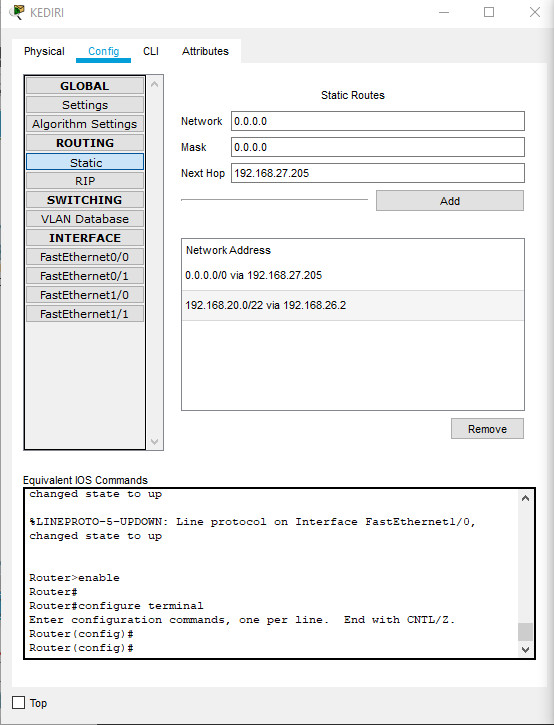 KEDIRI
Physical Config CLI Attributes
GLOBAL
Settings
Algorithm Settings
ROUTING
Static
RIP
SWITCHING
VLAN Database
INTERFACE
FastEthernet0/0
FastEthernet0/1
FastEthernet1/0
FastEthernet1/1
Static Routes
Network 0.0.0.0
Mask 0.0.0.0
Next Hop 192.168.27.205
Add
Network Address
0.0.0.0/0 via 192.168.27.205
192.168.20.0/22 via 192.168.26.2
Remove
Equivalent IOS Commands
changed state to up
%LINEPROTO-5-UPDOWN: Line protocol on Interface FastEthernet1/0,
changed state to up
Router>enable
Router#
Router#configure terminal
Enter configuration commands, one per line.  End with CNTL/Z.
Router(config)#
Router(config)#
Top